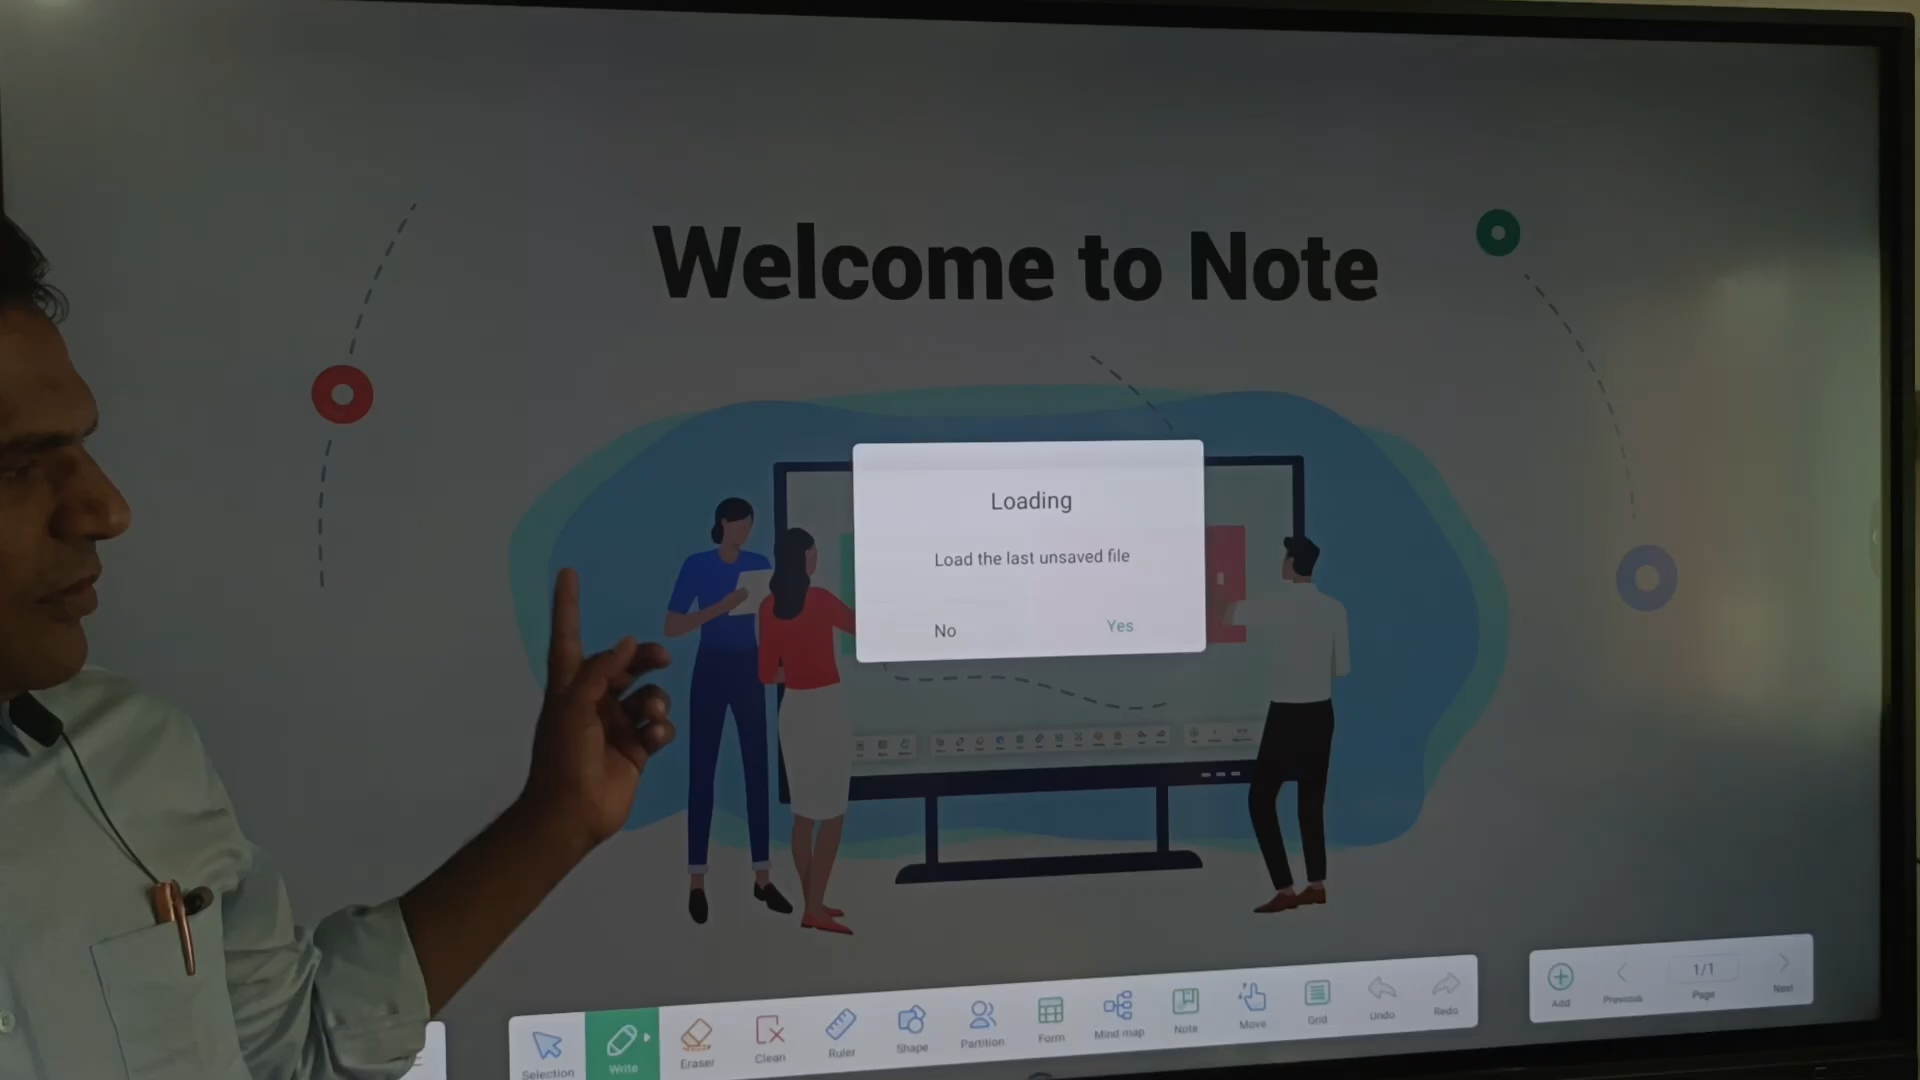 Welcome to Note
Loading
Load the last unsaved file
No
Yes
Selection
Write
Eraser
Clean
Ruler
Shape
Partition
Form
Mind map
Note
Move
Grid
Undo
Redo
Add
Previous
1/1
Page
Next